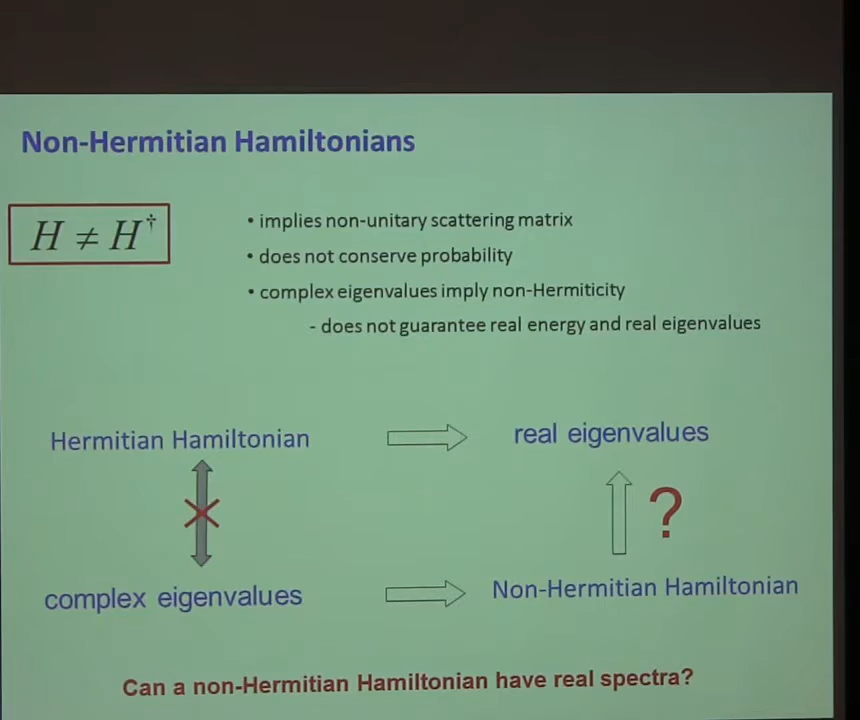 Non-Hermitian Hamiltonians
H ≠ H†
• implies non-unitary scattering matrix
• does not conserve probability
• complex eigenvalues imply non-Hermiticity
- does not guarantee real energy and real eigenvalues
Hermitian Hamiltonian
real eigenvalues
?
complex eigenvalues
Non-Hermitian Hamiltonian
Can a non-Hermitian Hamiltonian have real spectra?